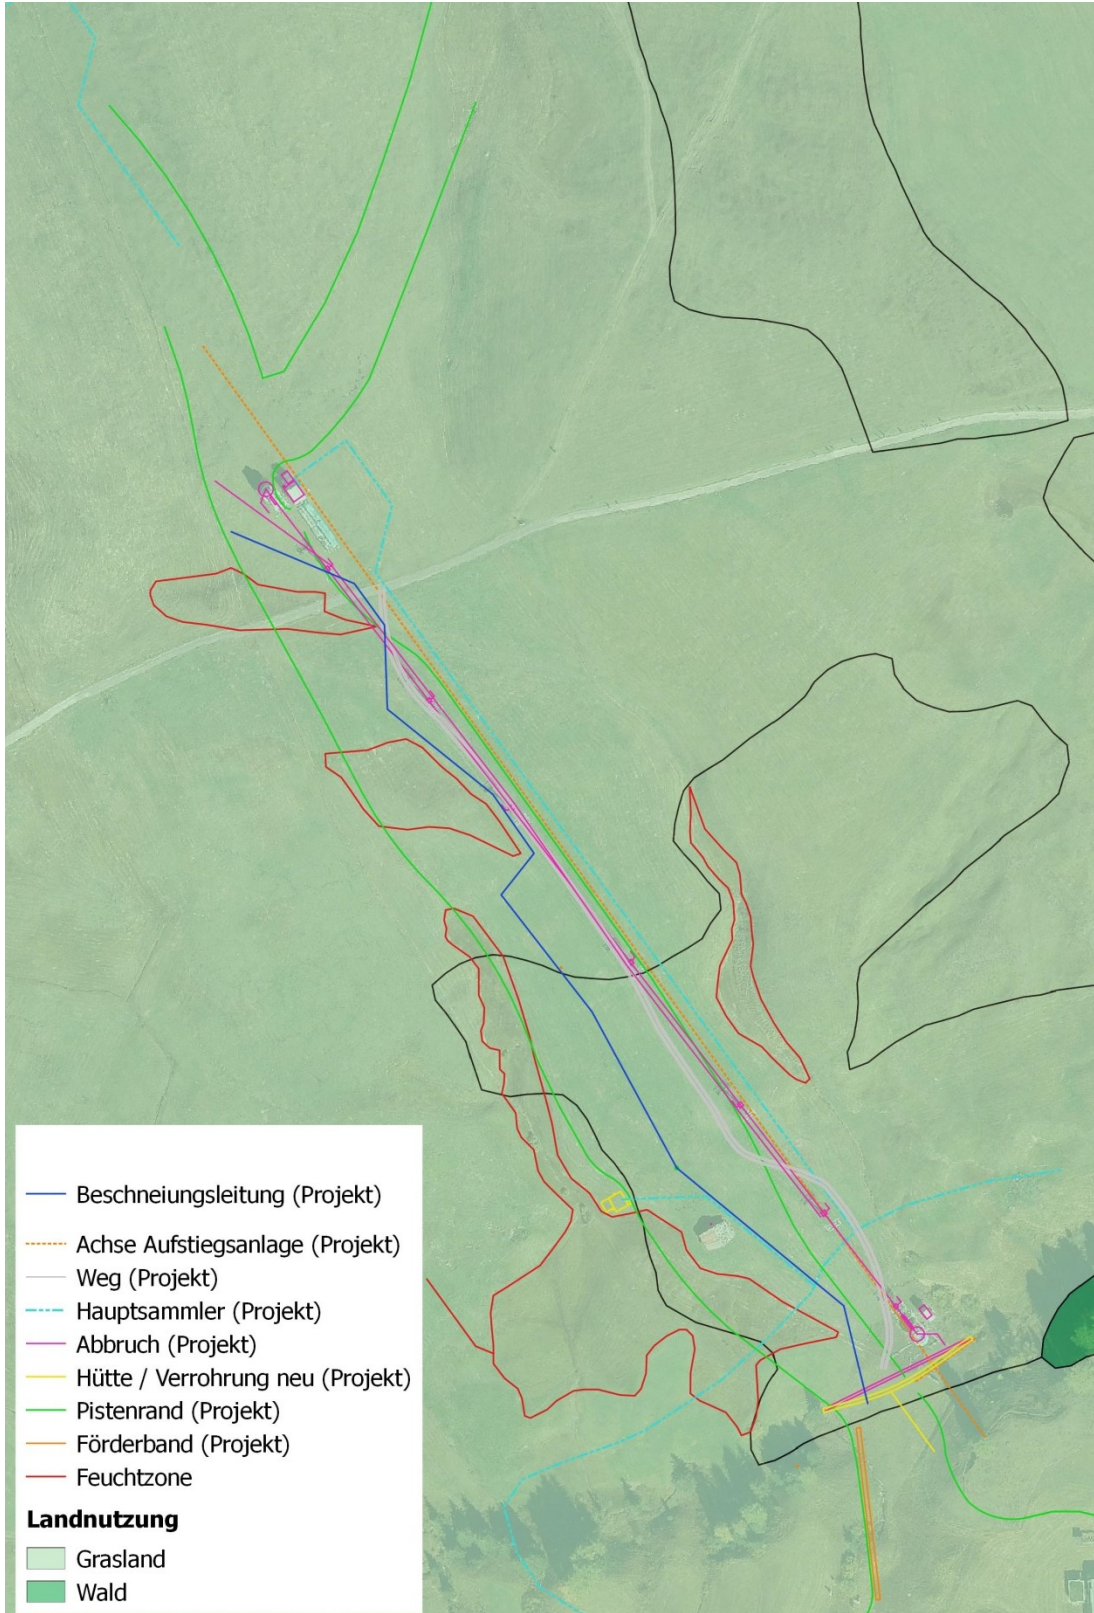 Beschneiungsleitung (Projekt)
Achse Aufstiegsanlage (Projekt)
Weg (Projekt)
Hauptsammler (Projekt)
Abbruch (Projekt)
Hütte / Verrohrung neu (Projekt)
Pistenrand (Projekt)
Förderband (Projekt)
Feuchtzone
Landnutzung
Grasland
Wald